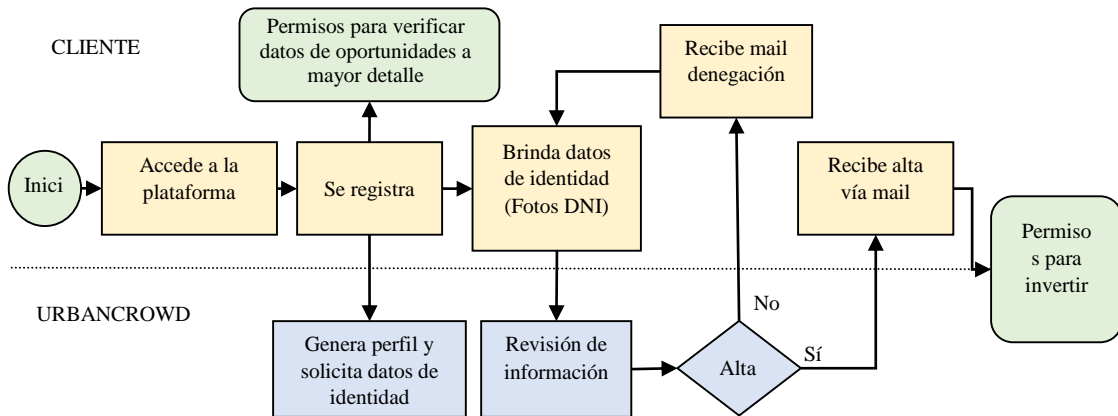 CLIENTE
Permisos para verificar
datos de oportunidades a
mayor detalle
Recibe mail
denegación
Inici
Accede a la
plataforma
Se registra
Brinda datos
de identidad
(Fotos DNI)
Recibe alta
vía mail
Permiso
s para
invertir
URBANCROWD
Genera perfil y
solicita datos de
identidad
Revisión de
información
Alta
No
Sí